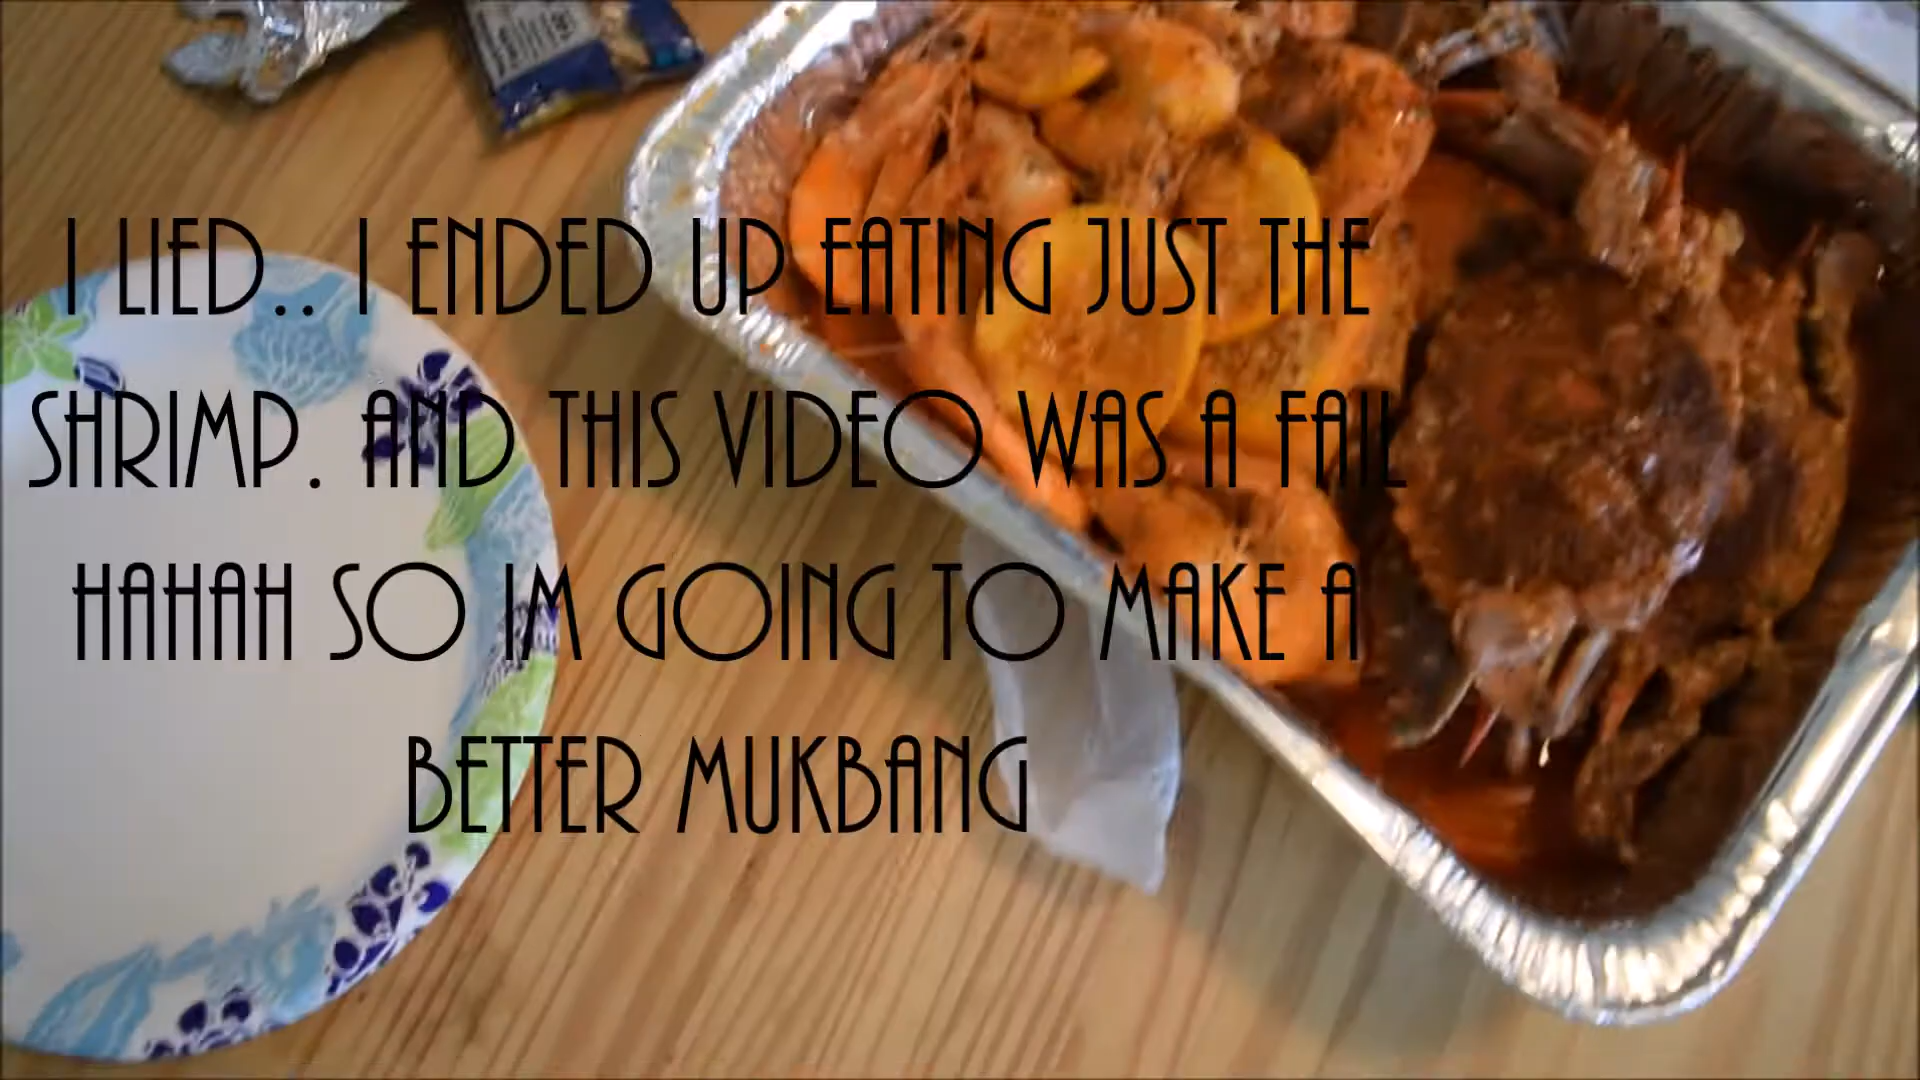 I LIED.. I ENDED UP EATING JUST THE
SHRIMP. AND THIS VIDEO WAS A FAIL
HAHAH SO IM GOING TO MAKE A
BETTER MUKBANG